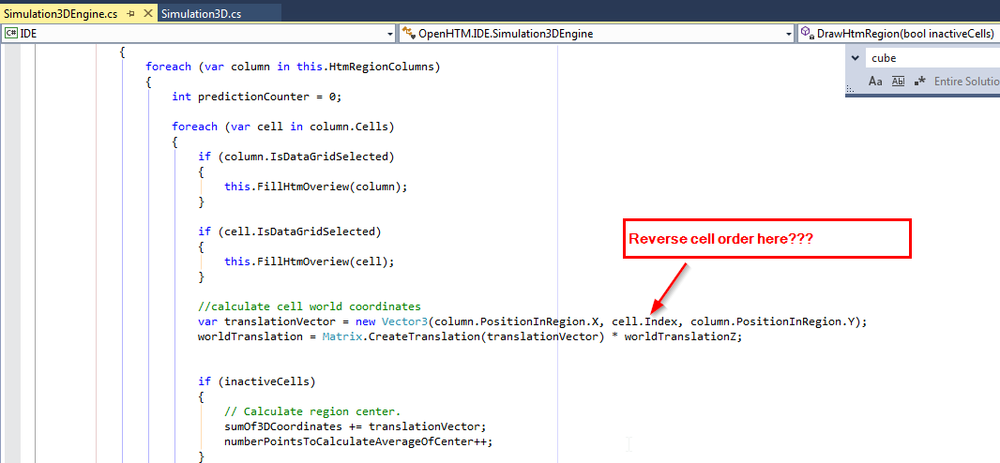 Simulation3DEngine.cs
Simulation3D.cs
C# IDE
OpenHTM.IDE.Simulation3DEngine
DrawHtmRegion(bool inactiveCells)
cube
Aa Ab .* Entire Solutio
{
foreach (var column in this.HtmRegionColumns)
{
int predictionCounter = 0;
foreach (var cell in column.Cells)
{
if (column.IsDataGridSelected)
{
this.FillHtmOveriew(column);
}
if (cell.IsDataGridSelected)
{
this.FillHtmOveriew(cell);
}
Reverse cell order here???
//calculate cell world coordinates
var translationVector = new Vector3(column.PositionInRegion.X, cell.Index, column.PositionInRegion.Y);
worldTranslation = Matrix.CreateTranslation(translationVector) * worldTranslationZ;
if (inactiveCells)
{
// Calculate region center.
sumOf3DCoordinates += translationVector;
numberPointsToCalculateAverageOfCenter++;
}